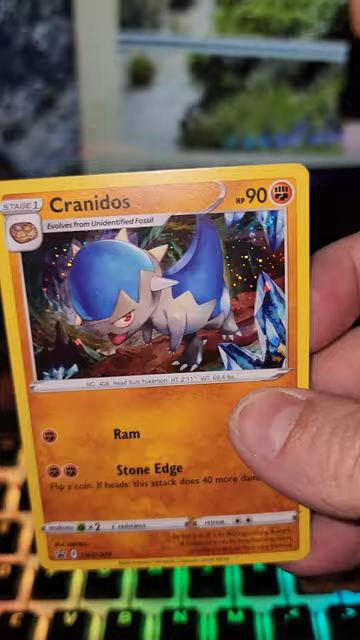 STAGE 1
Cranidos
HP 90
Evolves from Unidentified Fossil
NO. 408 Head Butt Pokémon HT: 2'11" WT: 69.4 lbs.
Ram
Stone Edge
Flip a coin. If heads, this attack does 40 more dam
weakness ×2 resistance retreat